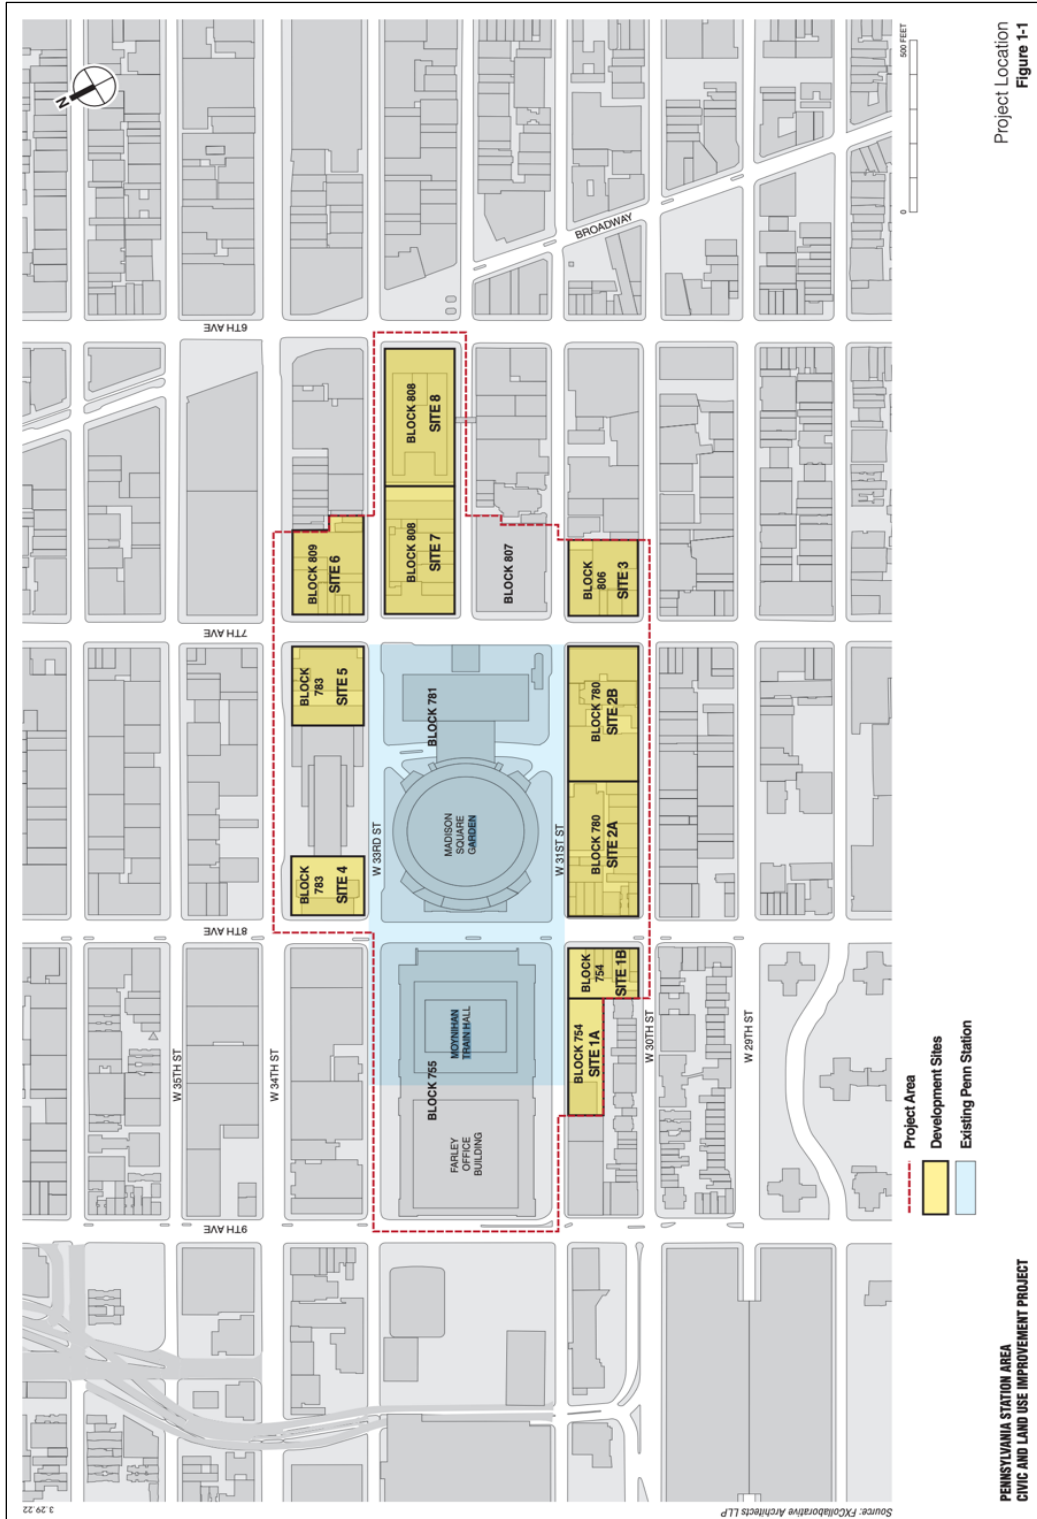 Project Location
Figure 1-1
N
0
500 FEET
BROADWAY
6TH AVE
BLOCK 808
SITE 8
BLOCK 809
SITE 6
BLOCK 808
SITE 7
BLOCK 807
BLOCK
806
SITE 3
7TH AVE
BLOCK
783
SITE 5
BLOCK 781
BLOCK 780
SITE 2B
W 33RD ST
MADISON
SQUARE
GARDEN
W 31ST ST
BLOCK 780
SITE 2A
BLOCK
783
SITE 4
8TH AVE
BLOCK
754
SITE 1B
W 35TH ST
W 34TH ST
MOYNIHAN
TRAIN HALL
BLOCK 755
BLOCK 754
SITE 1A
W 30TH ST
W 29TH ST
FARLEY
OFFICE
BUILDING
9TH AVE
Project Area
Development Sites
Existing Penn Station
3.29.22
Source: FXCollaborative Architects LLP
PENNSYLVANIA STATION AREA
CIVIC AND LAND USE IMPROVEMENT PROJECT